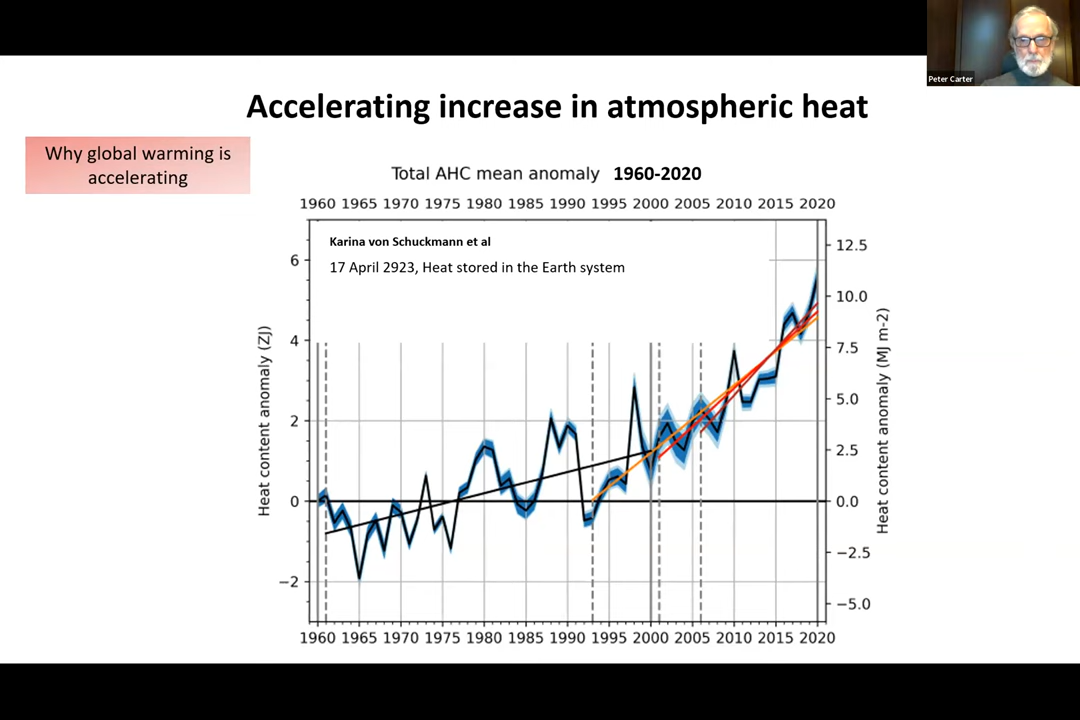 Peter Carter
Accelerating increase in atmospheric heat
Why global warming is
accelerating
Total AHC mean anomaly 1960-2020
1960 1965 1970 1975 1980 1985 1990 1995 2000 2005 2010 2015 2020
Karina von Schuckmann et al
17 April 2923, Heat stored in the Earth system
Heat content anomaly (ZJ)
6
4
2
0
−2
12.5
10.0
7.5
5.0
2.5
0.0
−2.5
−5.0
Heat content anomaly (MJ m-2)
1960 1965 1970 1975 1980 1985 1990 1995 2000 2005 2010 2015 2020